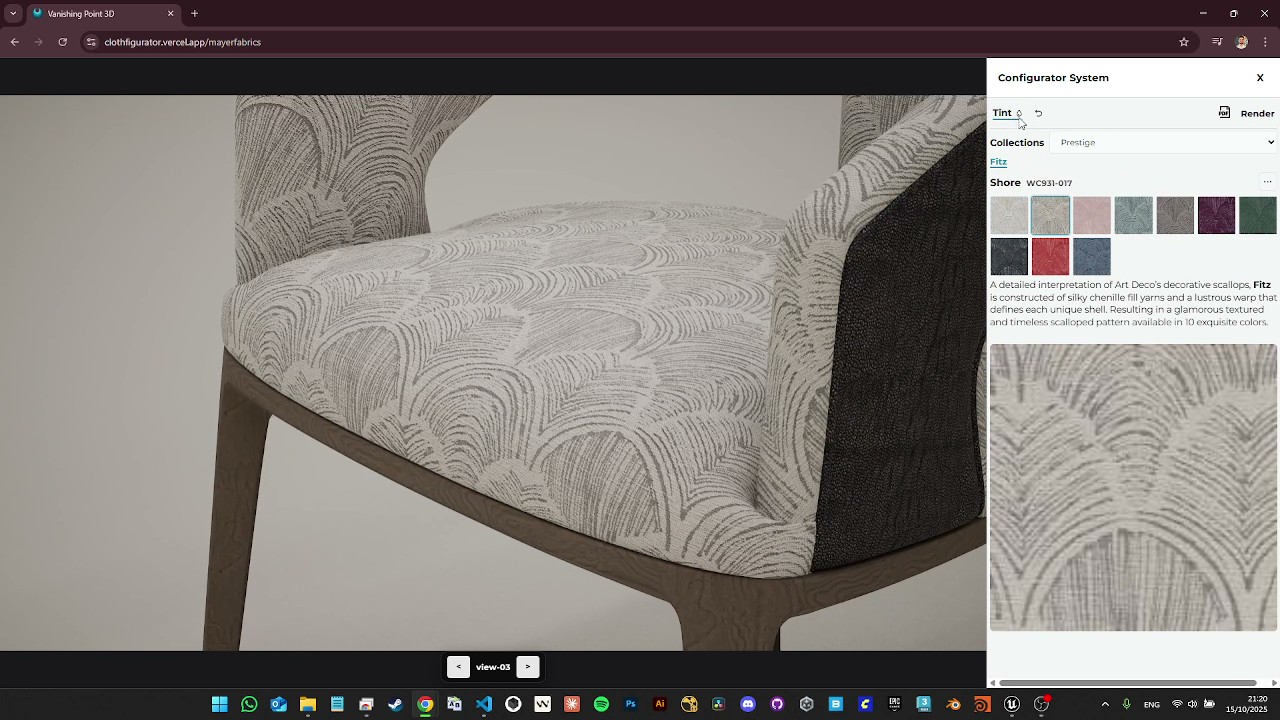 Vanishing Point 3D
clothfigurator.vercel.app/mayerfabrics
Configurator System
X
Tint
PDF
Render
Collections
Prestige
Fitz
Shore WC931-017
...
A detailed interpretation of Art Deco's decorative scallops, Fitz
is constructed of silky chenille fill yarns and a lustrous warp that
defines each unique shell. Resulting in a glamorous textured
and timeless scalloped pattern available in 10 exquisite colors.
< view-03 >
Ps
Ai
ENG
21:20
15/10/2025